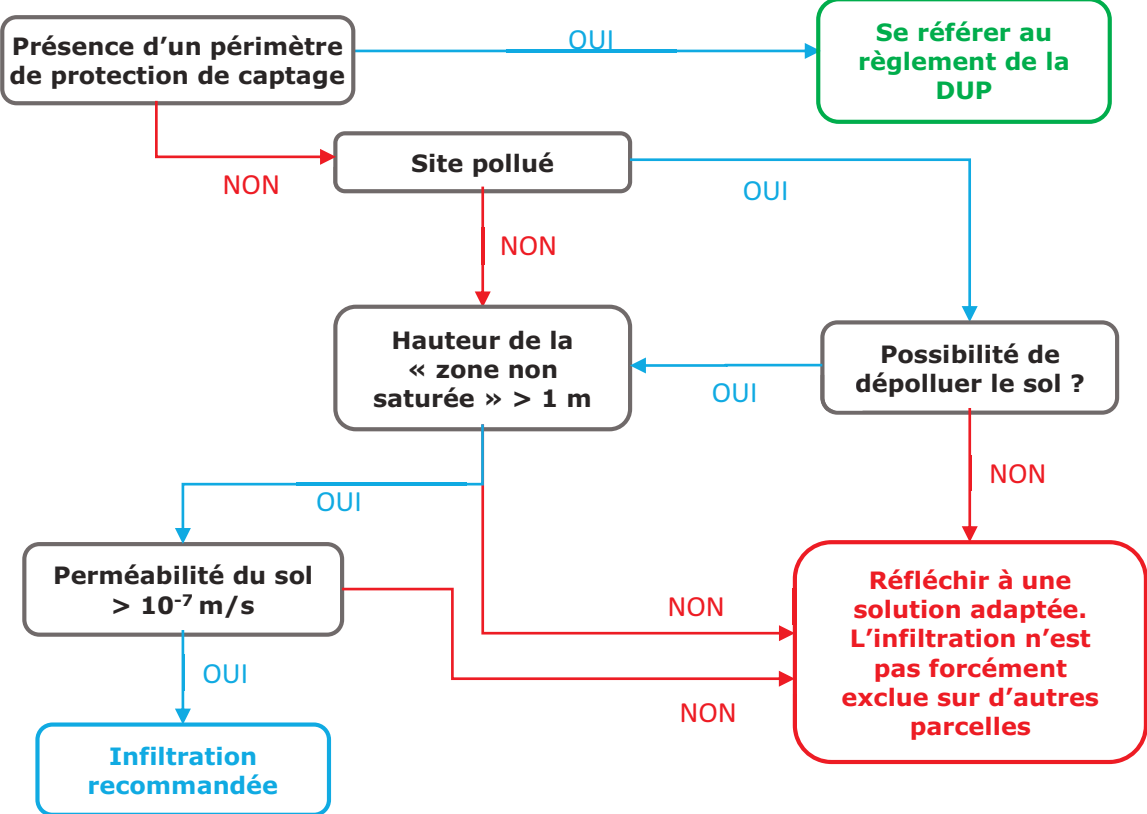 Présence d’un périmètre
de protection de captage
OUI
Se référer au
règlement de la
DUP
NON
Site pollué
OUI
NON
Hauteur de la
« zone non
saturée » > 1 m
OUI
Possibilité de
dépolluer le sol ?
OUI
NON
Perméabilité du sol
> 10⁻⁷ m/s
NON
Réfléchir à une
solution adaptée.
L’infiltration n’est
pas forcément
exclue sur d’autres
parcelles
OUI
NON
Infiltration
recommandée